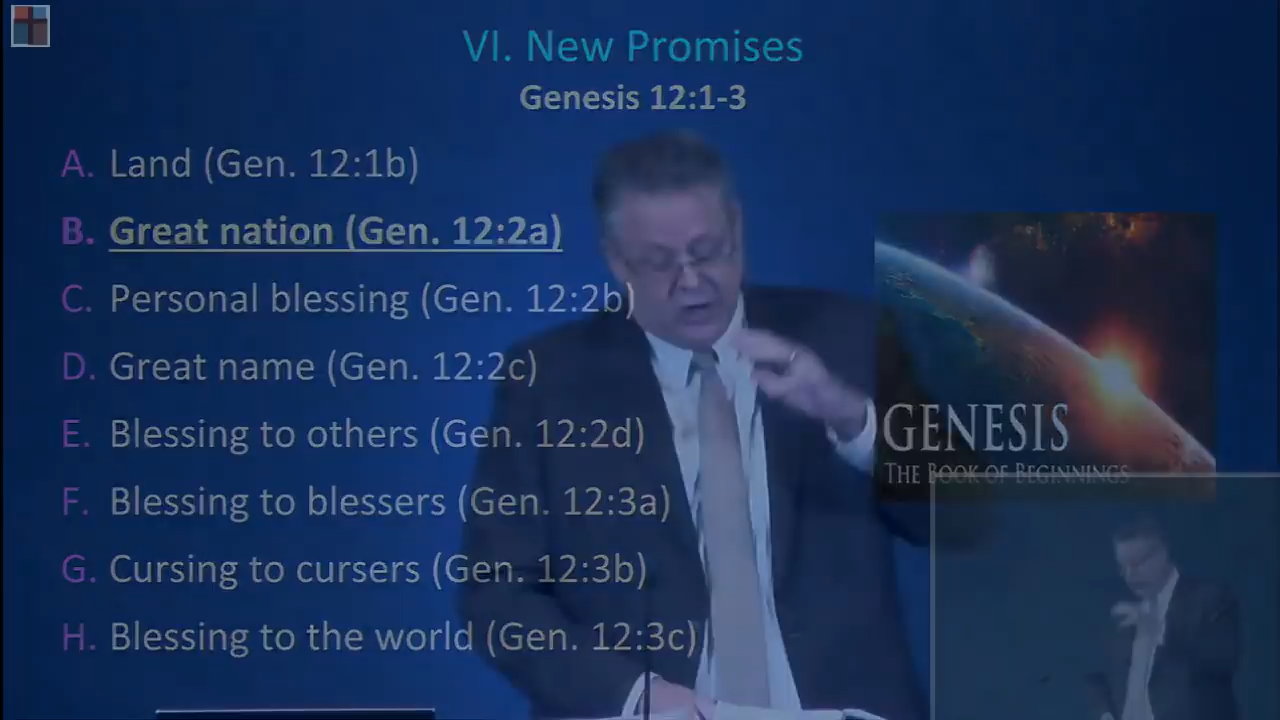 VI. New Promises
Genesis 12:1-3
A. Land (Gen. 12:1b)
B. Great nation (Gen. 12:2a)
C. Personal blessing (Gen. 12:2b)
D. Great name (Gen. 12:2c)
E. Blessing to others (Gen. 12:2d)
F. Blessing to blessers (Gen. 12:3a)
G. Cursing to cursers (Gen. 12:3b)
H. Blessing to the world (Gen. 12:3c)
GENESIS
THE BOOK OF BEGINNINGS